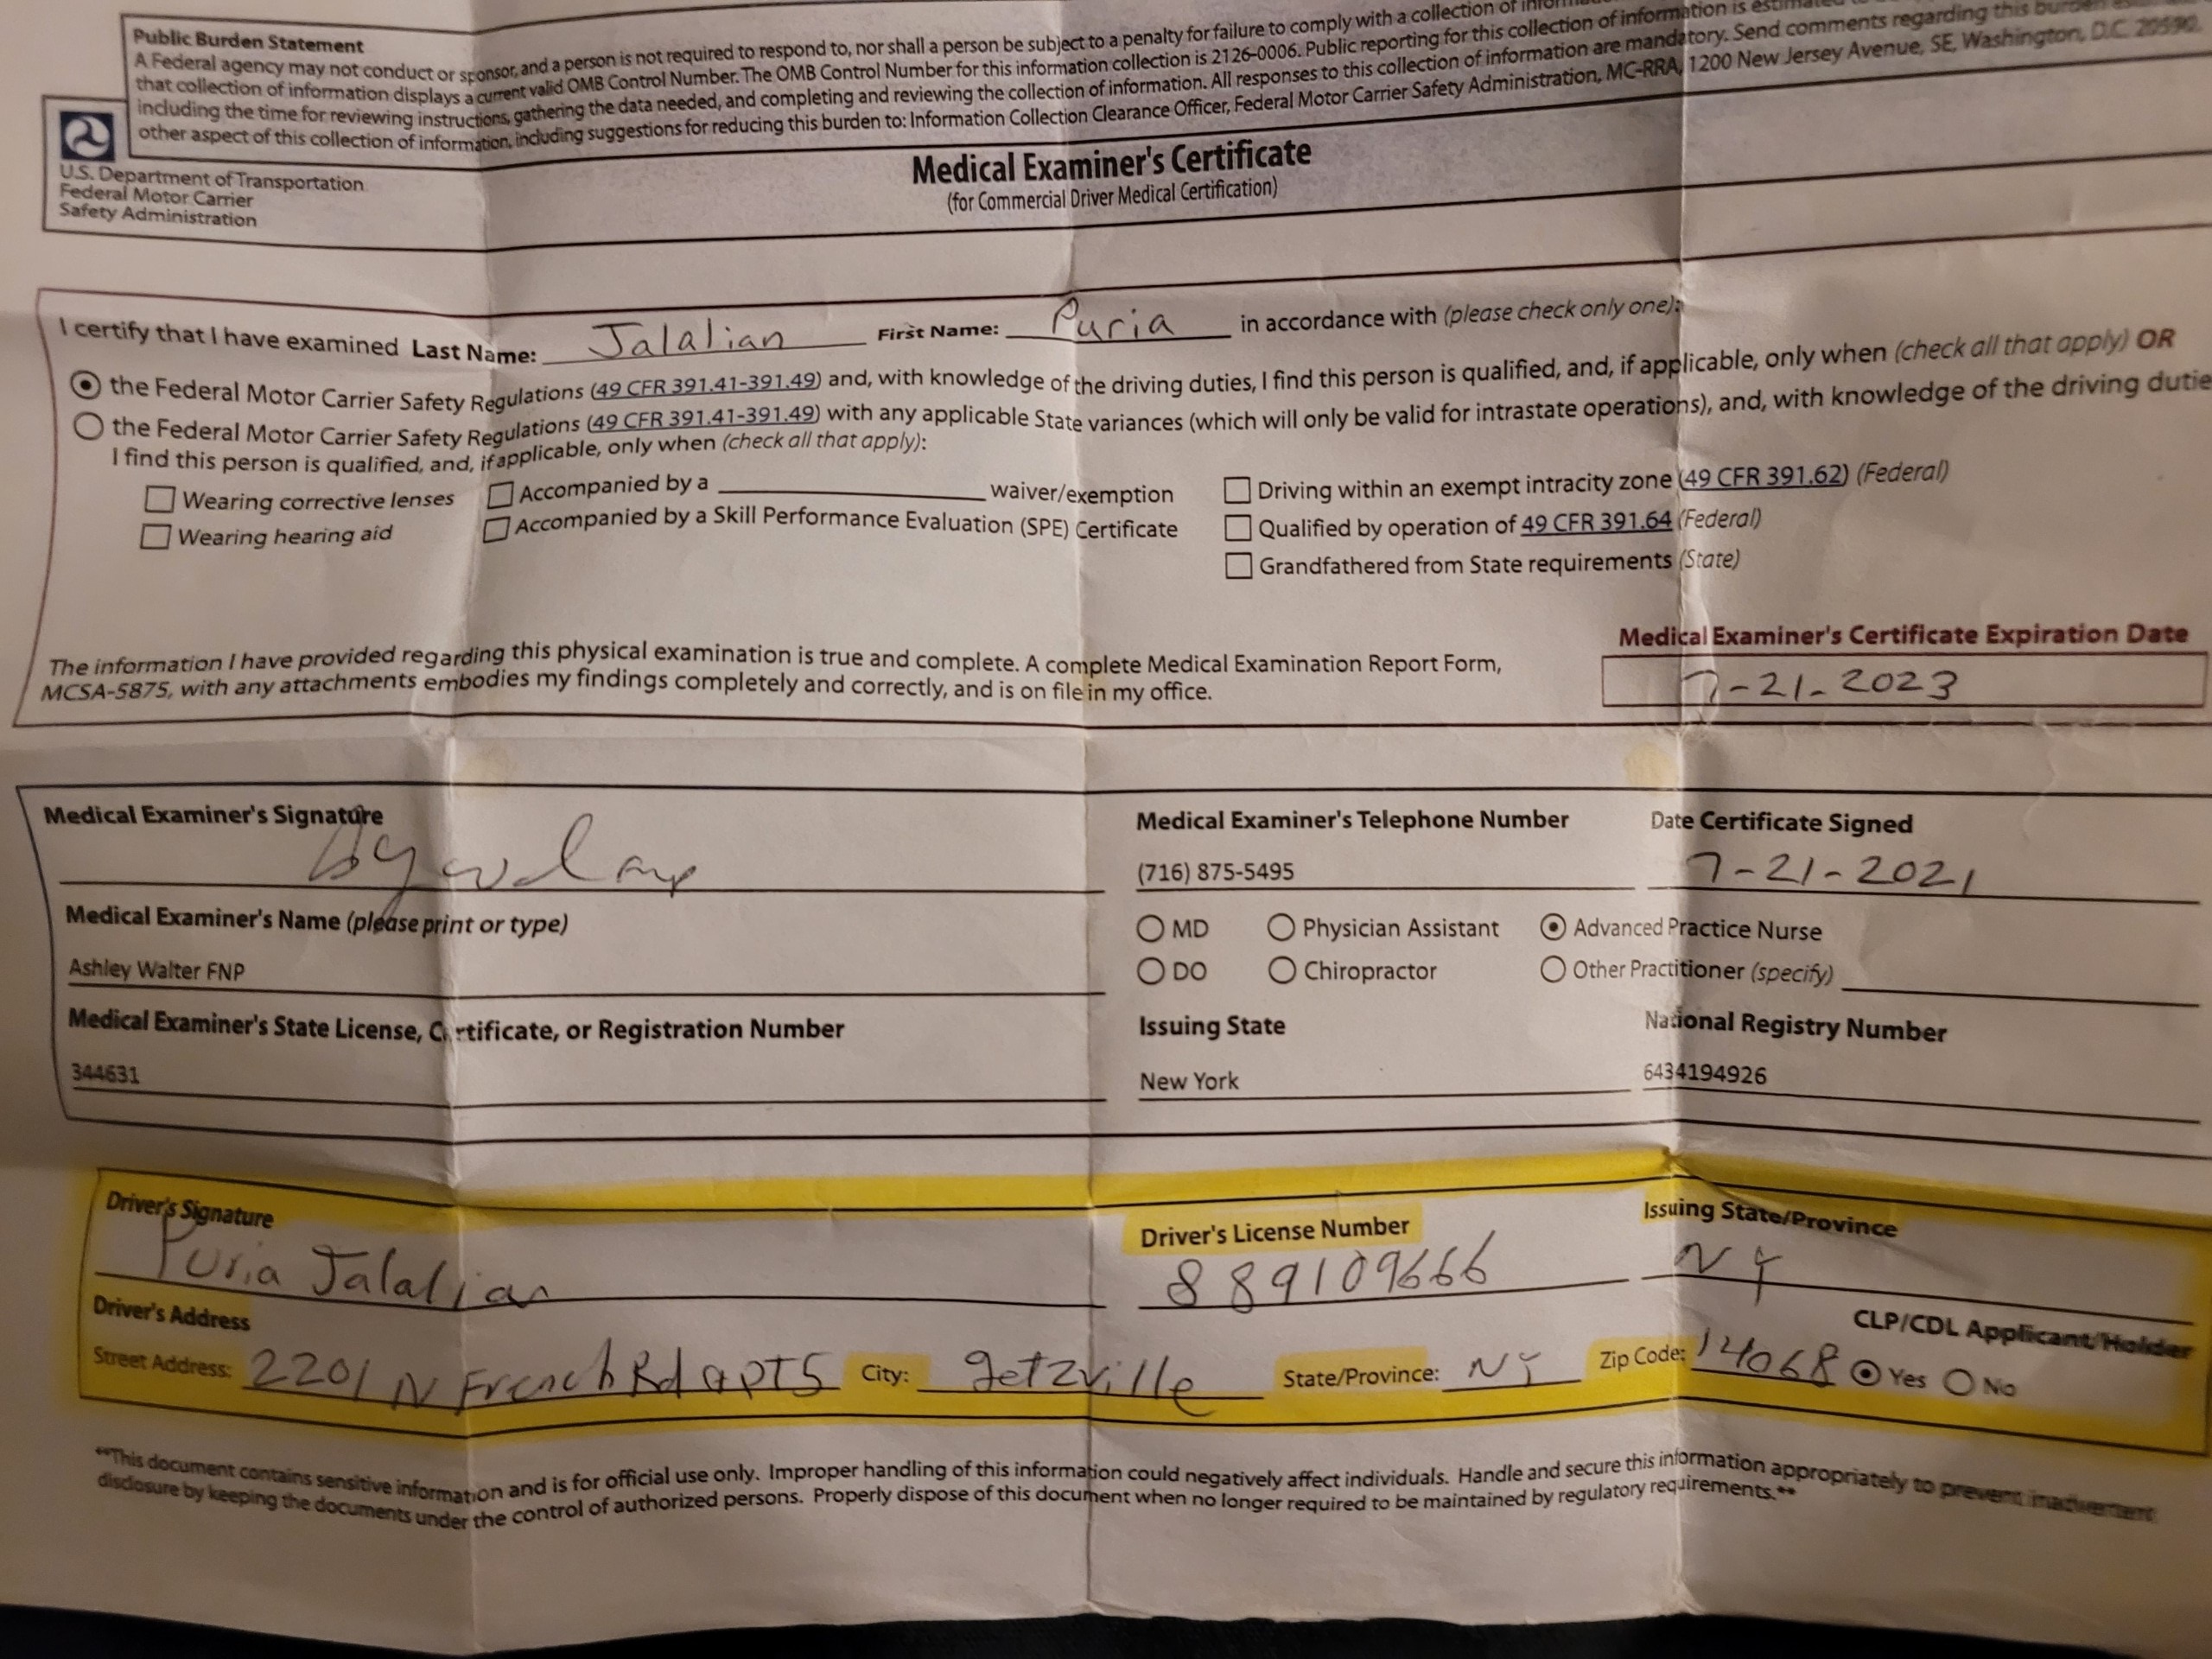 Public Burden Statement
A Federal agency may not conduct or sponsor, and a person is not required to respond to, nor shall a person be subject to a penalty for failure to comply with a collection of
that collection of information displays a current valid OMB Control Number. The OMB Control Number for this information collection is 2126-0006. Public reporting for this collection of information is estimated
including the time for reviewing instructions, gathering the data needed, and completing and reviewing the collection of information. All responses to this collection of information are mandatory. Send comments regarding this burden
other aspect of this collection of information, including suggestions for reducing this burden to: Information Collection Clearance Officer, Federal Motor Carrier Safety Administration, MC-RRA, 1200 New Jersey Avenue, SE, Washington, D.C. 20590.
U.S. Department of Transportation
Federal Motor Carrier
Safety Administration
Medical Examiner's Certificate
(for Commercial Driver Medical Certification)
I certify that I have examined Last Name: Jalalian First Name: Puria in accordance with (please check only one):
the Federal Motor Carrier Safety Regulations (49 CFR 391.41-391.49) and, with knowledge of the driving duties, I find this person is qualified, and, if applicable, only when (check all that apply) OR
the Federal Motor Carrier Safety Regulations (49 CFR 391.41-391.49) with any applicable State variances (which will only be valid for intrastate operations), and, with knowledge of the driving
I find this person is qualified, and, if applicable, only when (check all that apply):
Wearing corrective lenses Accompanied by a waiver/exemption Driving within an exempt intracity zone (49 CFR 391.62) (Federal)
Wearing hearing aid Accompanied by a Skill Performance Evaluation (SPE) Certificate Qualified by operation of 49 CFR 391.64 (Federal)
Grandfathered from State requirements (State)
Medical Examiner's Certificate Expiration Date
The information I have provided regarding this physical examination is true and complete. A complete Medical Examination Report Form,
MCSA-5875, with any attachments embodies my findings completely and correctly, and is on file in my office.
7-21-2023
Medical Examiner's Signature Medical Examiner's Telephone Number Date Certificate Signed
(716) 875-5495 7-21-2021
Medical Examiner's Name (please print or type) MD Physician Assistant Advanced Practice Nurse
Ashley Walter FNP DO Chiropractor Other Practitioner (specify)
Medical Examiner's State License, Certificate, or Registration Number Issuing State National Registry Number
344631 New York 6434194926
Driver's Signature Driver's License Number Issuing State/Province
Puria Jalalian 889109666 NY
Driver's Address CLP/CDL Applicant/Holder
Street Address: 2201 N French Rd apt 5 City: getzville State/Province: NY Zip Code: 14068 Yes No
**This document contains sensitive information and is for official use only. Improper handling of this information could negatively affect individuals. Handle and secure this information appropriately to prevent inadvertent
disclosure by keeping the documents under the control of authorized persons. Properly dispose of this document when no longer required to be maintained by regulatory requirements.**